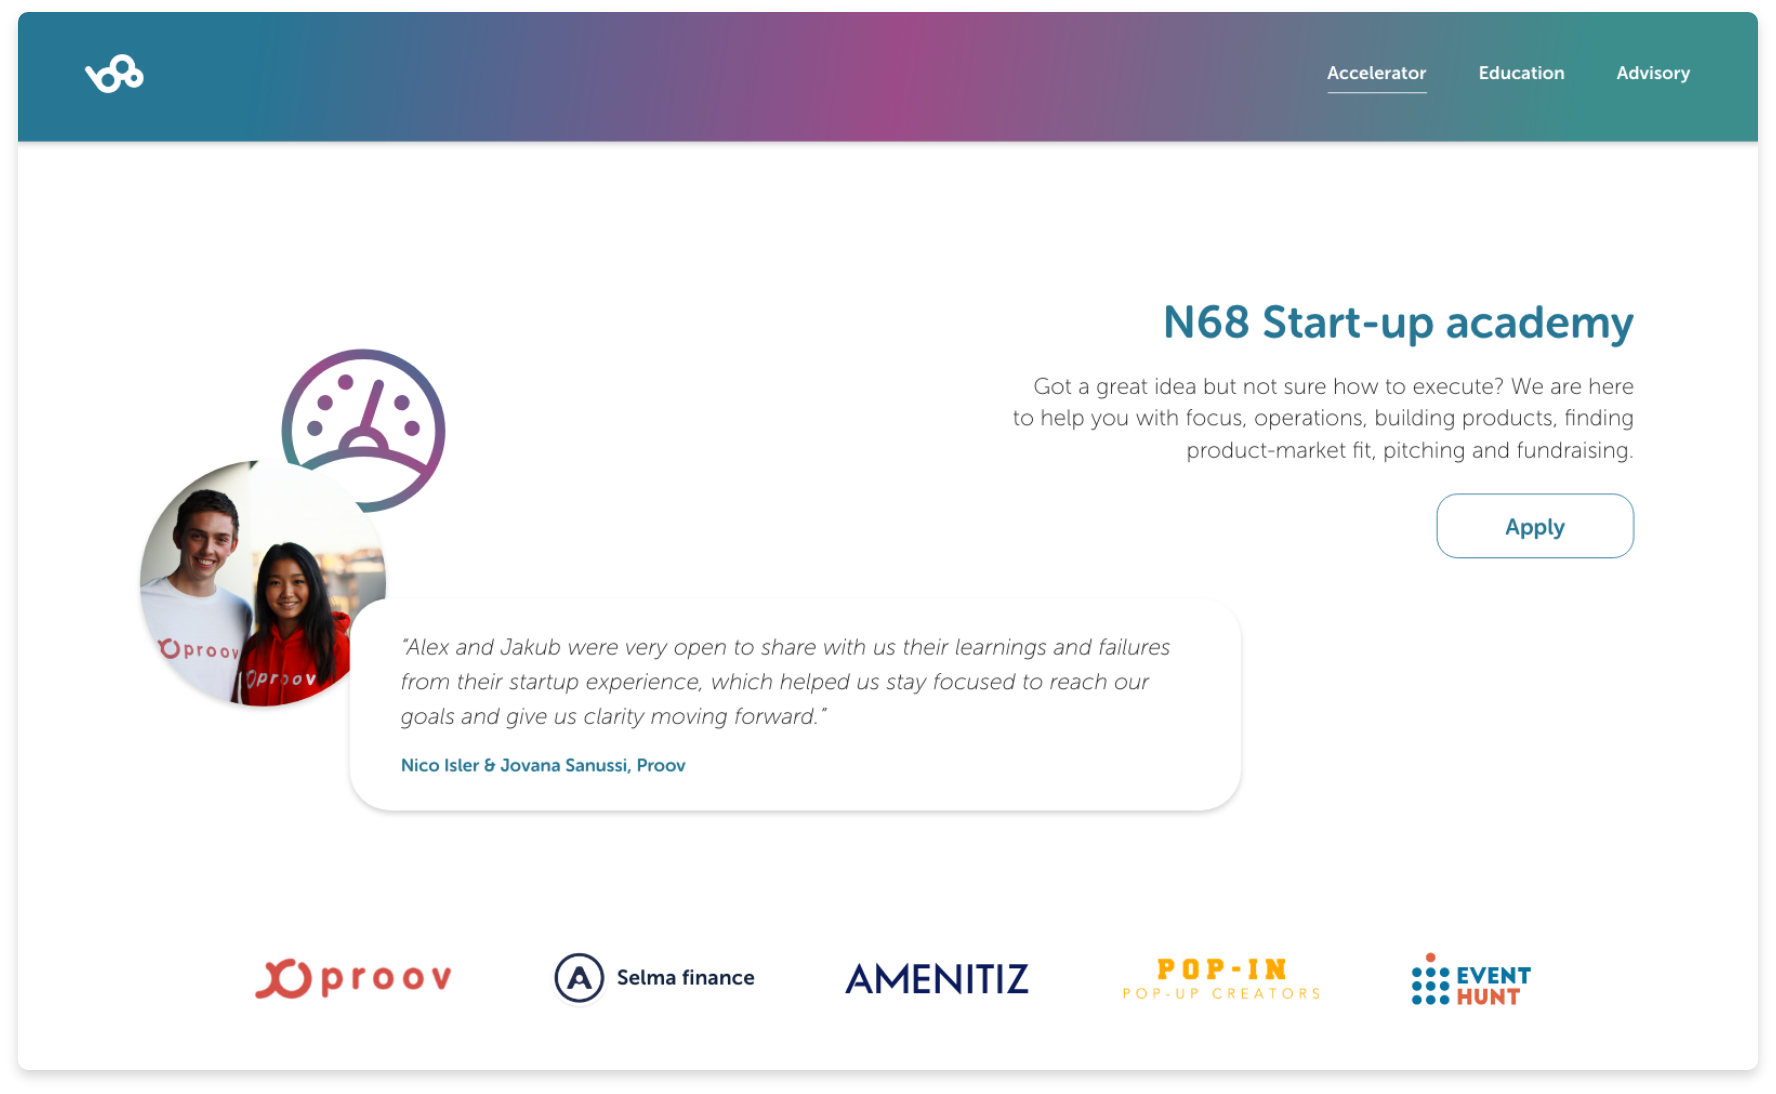 Accelerator Education Advisory
N68 Start-up academy
Got a great idea but not sure how to execute? We are here
to help you with focus, operations, building products, finding
product-market fit, pitching and fundraising.
Apply
proov
proov
"Alex and Jakub were very open to share with us their learnings and failures
from their startup experience, which helped us stay focused to reach our
goals and give us clarity moving forward."
Nico Isler & Jovana Sanussi, Proov
proov
A Selma finance
AMENITIZ
POP-IN
POP-UP CREATORS
EVENT
HUNT